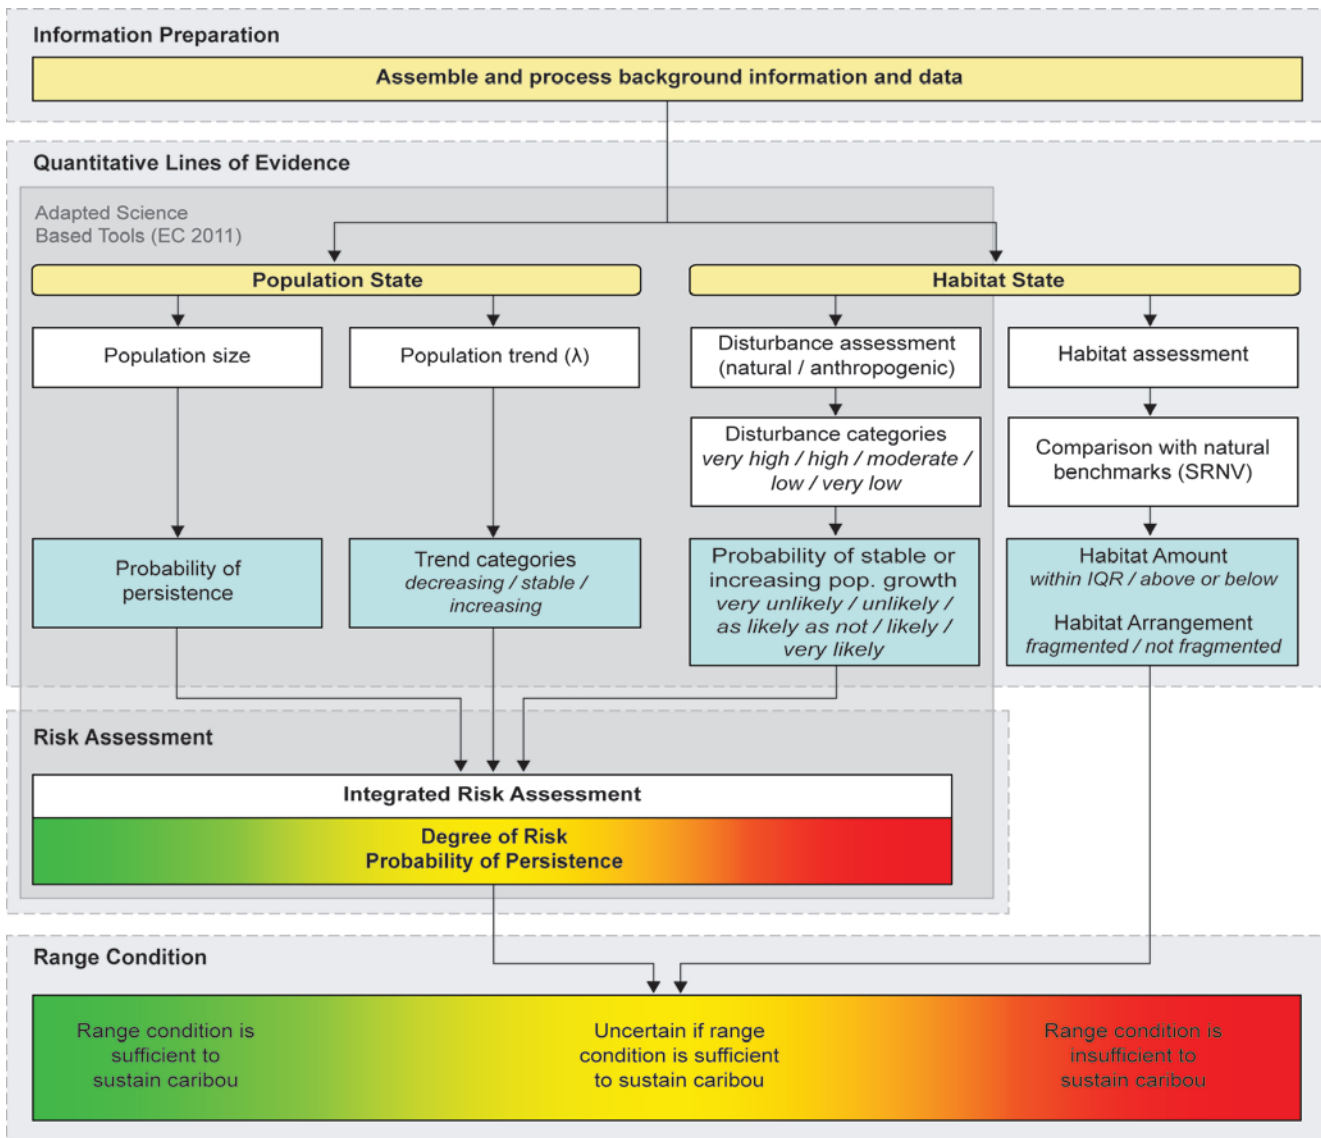 Information Preparation
Assemble and process background information and data
Quantitative Lines of Evidence
Adapted Science
Based Tools (EC 2011)
Population State
Habitat State
Population size
Population trend (λ)
Disturbance assessment
(natural / anthropogenic)
Habitat assessment
Disturbance categories
very high / high / moderate /
low / very low
Comparison with natural
benchmarks (SRNV)
Probability of
persistence
Trend categories
decreasing / stable /
increasing
Probability of stable or
increasing pop. growth
very unlikely / unlikely /
as likely as not / likely /
very likely
Habitat Amount
within IQR / above or below
Habitat Arrangement
fragmented / not fragmented
Risk Assessment
Integrated Risk Assessment
Degree of Risk
Probability of Persistence
Range Condition
Range condition is
sufficient to
sustain caribou
Uncertain if range
condition is sufficient
to sustain caribou
Range condition is
insufficient to
sustain caribou